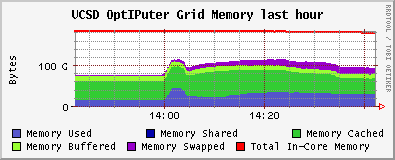 UCSD OptIPuter Grid Memory last hour
RRDTOOL / TOBI OETIKER
Bytes
100 G
0
14:00 14:20
Memory Used Memory Shared Memory Cached
Memory Buffered Memory Swapped Total In-Core Memory